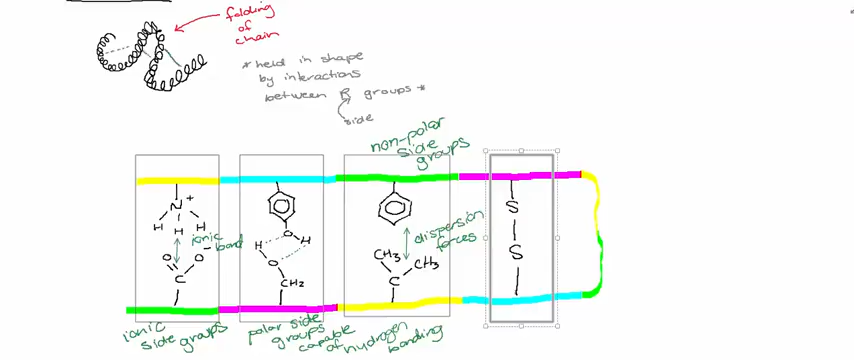 folding
of
chain
*held in shape
by interactions
between R groups *
side
non-polar
side
groups
N +
H H H
ionic
bond
O O -
C
ionic
side groups
O H
H
O
CH2
polar side
groups
capable
of hydrogen
bonding
dispersion
forces
CH3 CH3
C
S
S